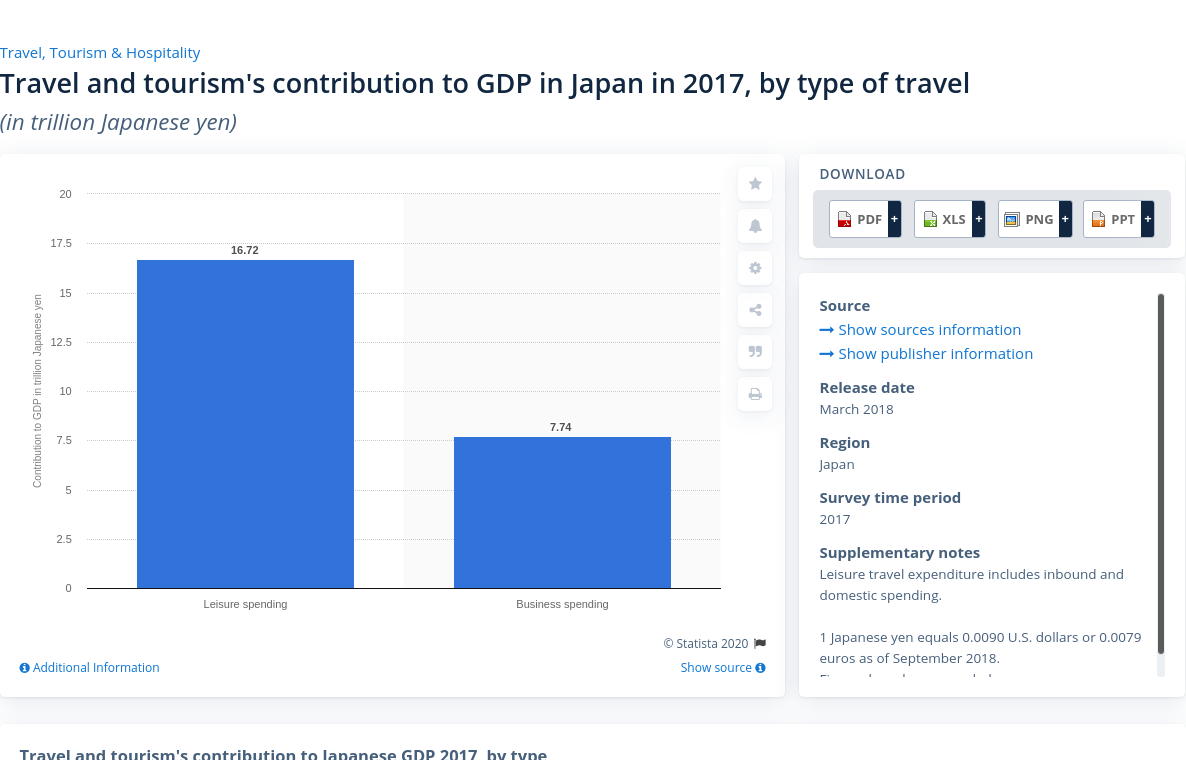 Travel, Tourism & Hospitality
Travel and tourism's contribution to GDP in Japan in 2017, by type of travel
(in trillion Japanese yen)
20
17.5
15
12.5
10
7.5
5
2.5
0
Contribution to GDP in trillion Japanese yen
16.72
7.74
Leisure spending
Business spending
© Statista 2020
Additional Information
Show source
DOWNLOAD
PDF +
XLS +
PNG +
PPT +
Source
Show sources information
Show publisher information
Release date
March 2018
Region
Japan
Survey time period
2017
Supplementary notes
Leisure travel expenditure includes inbound and
domestic spending.
1 Japanese yen equals 0.0090 U.S. dollars or 0.0079
euros as of September 2018.
Travel and tourism's contribution to Japanese GDP 2017, by type